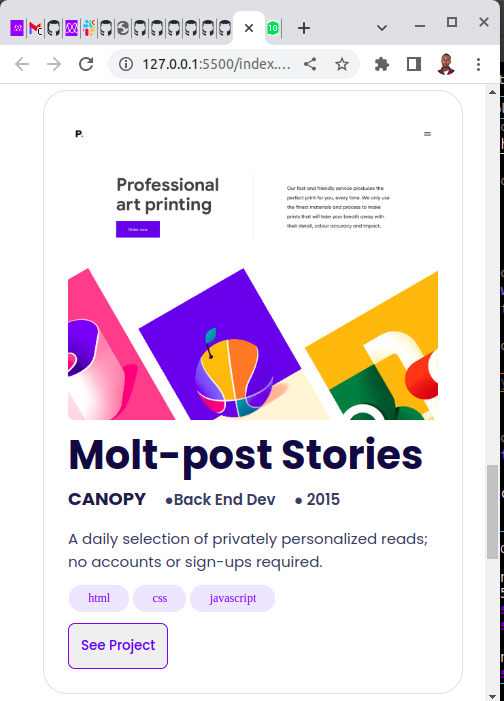 127.0.0.1:5500/index....
P.
Professional
art printing
Order now
Our fast and friendly service produces the
perfect print for you, every time. We only use
the finest materials and process to make
prints that will take your breath away with
their detail, colour accuracy and impact.
Molt-post Stories
CANOPY ●Back End Dev ● 2015
A daily selection of privately personalized reads;
no accounts or sign-ups required.
html css javascript
See Project